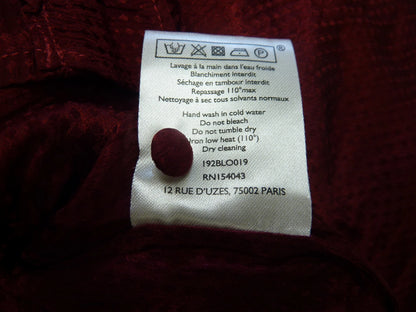 ®
Lavage à la main dans l'eau froide
Blanchiment interdit
Séchage en tambour interdit
Repassage 110° max
Nettoyage à sec tous solvants normaux
Hand wash in cold water
Do not bleach
Do not tumble dry
Iron low heat (110°)
Dry cleaning
192BLO019
RN154043
12 RUE D'UZES, 75002 PARIS